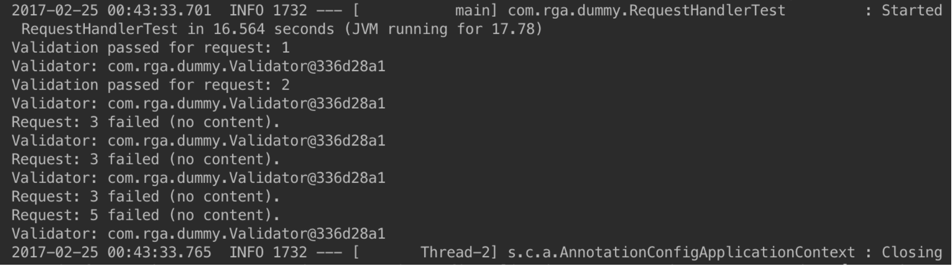 2017-02-25 00:43:33.701  INFO 1732 --- [           main] com.rga.dummy.RequestHandlerTest         : Started
 RequestHandlerTest in 16.564 seconds (JVM running for 17.78)
Validation passed for request: 1
Validator: com.rga.dummy.Validator@336d28a1
Validation passed for request: 2
Validator: com.rga.dummy.Validator@336d28a1
Request: 3 failed (no content).
Validator: com.rga.dummy.Validator@336d28a1
Request: 3 failed (no content).
Validator: com.rga.dummy.Validator@336d28a1
Request: 3 failed (no content).
Request: 5 failed (no content).
Validator: com.rga.dummy.Validator@336d28a1
2017-02-25 00:43:33.765  INFO 1732 --- [       Thread-2] s.c.a.AnnotationConfigApplicationContext : Closing